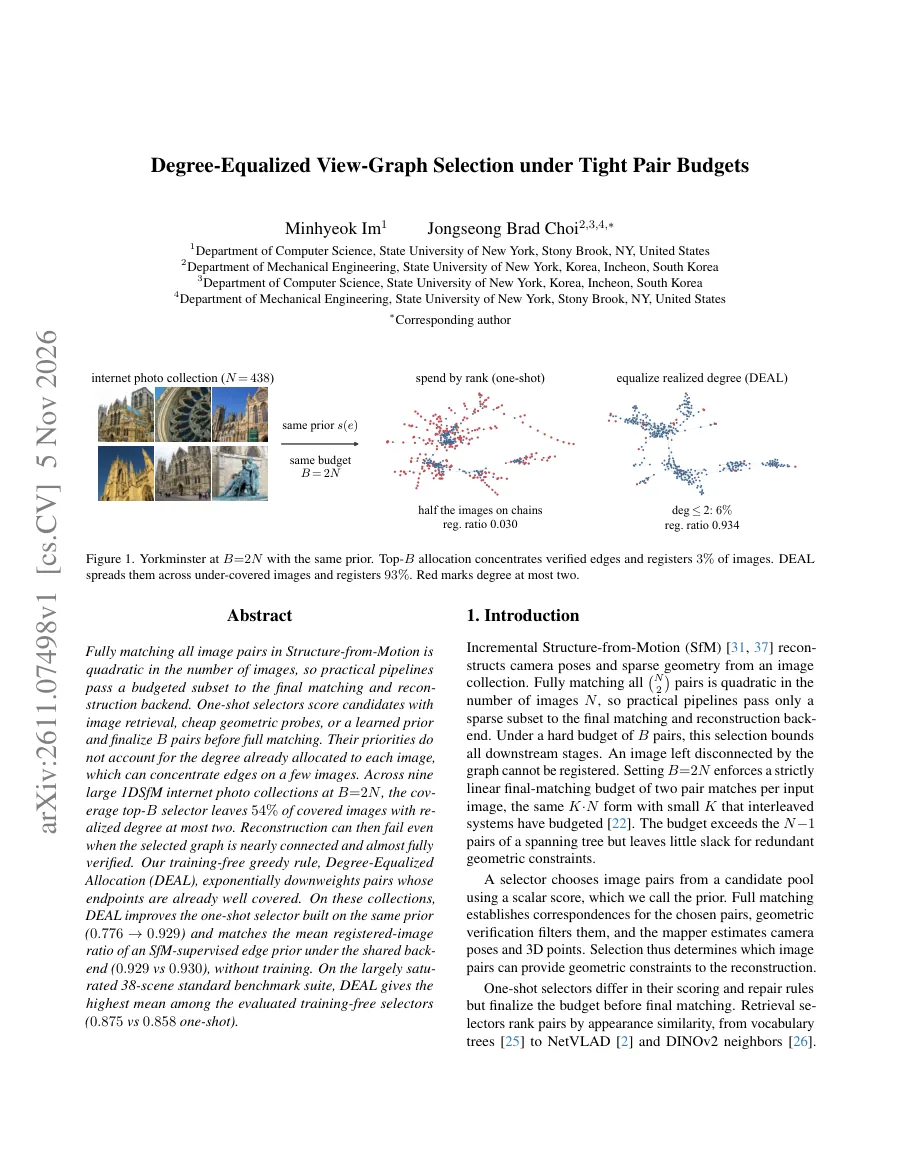 arXiv:2611.07498v1 [cs.CV] 5 Nov 2026
Degree-Equalized View-Graph Selection under Tight Pair Budgets
Minhyeok Im¹ Jongseong Brad Choi²,³,⁴,*
¹Department of Computer Science, State University of New York, Stony Brook, NY, United States
²Department of Mechanical Engineering, State University of New York, Korea, Incheon, South Korea
³Department of Computer Science, State University of New York, Korea, Incheon, South Korea
⁴Department of Mechanical Engineering, State University of New York, Stony Brook, NY, United States
*Corresponding author
internet photo collection (N = 438)
same prior s(e)
same budget
B = 2N
spend by rank (one-shot)
half the images on chains
reg. ratio 0.030
equalize realized degree (DEAL)
deg ≤ 2: 6%
reg. ratio 0.934
Figure 1. Yorkminster at B=2N with the same prior. Top-B allocation concentrates verified edges and registers 3% of images. DEAL
spreads them across under-covered images and registers 93%. Red marks degree at most two.
Abstract
Fully matching all image pairs in Structure-from-Motion is
quadratic in the number of images, so practical pipelines
pass a budgeted subset to the final matching and recon-
struction backend. One-shot selectors score candidates with
image retrieval, cheap geometric probes, or a learned prior
and finalize B pairs before full matching. Their priorities do
not account for the degree already allocated to each image,
which can concentrate edges on a few images. Across nine
large 1DSfM internet photo collections at B=2N, the cov-
erage top-B selector leaves 54% of covered images with re-
alized degree at most two. Reconstruction can then fail even
when the selected graph is nearly connected and almost fully
verified. Our training-free greedy rule, Degree-Equalized
Allocation (DEAL), exponentially downweights pairs whose
endpoints are already well covered. On these collections,
DEAL improves the one-shot selector built on the same prior
(0.776 → 0.929) and matches the mean registered-image
ratio of an SfM-supervised edge prior under the shared back-
end (0.929 vs 0.930), without training. On the largely satu-
rated 38-scene standard benchmark suite, DEAL gives the
highest mean among the evaluated training-free selectors
(0.875 vs 0.858 one-shot).
1. Introduction
Incremental Structure-from-Motion (SfM) [31, 37] recon-
structs camera poses and sparse geometry from an image
collection. Fully matching all (N 2) pairs is quadratic in the
number of images N, so practical pipelines pass only a
sparse subset to the final matching and reconstruction back-
end. Under a hard budget of B pairs, this selection bounds
all downstream stages. An image left disconnected by the
graph cannot be registered. Setting B=2N enforces a strictly
linear final-matching budget of two pair matches per input
image, the same K·N form with small K that interleaved
systems have budgeted [22]. The budget exceeds the N−1
pairs of a spanning tree but leaves little slack for redundant
geometric constraints.
A selector chooses image pairs from a candidate pool
using a scalar score, which we call the prior. Full matching
establishes correspondences for the chosen pairs, geometric
verification filters them, and the mapper estimates camera
poses and 3D points. Selection thus determines which image
pairs can provide geometric constraints to the reconstruction.
One-shot selectors differ in their scoring and repair rules
but finalize the budget before final matching. Retrieval se-
lectors rank pairs by appearance similarity, from vocabulary
trees [25] to NetVLAD [2] and DINOv2 neighbors [26].